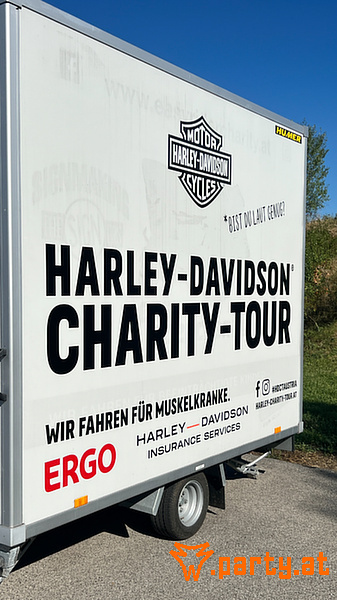 HUMER
MOTOR
HARLEY-DAVIDSON
CYCLES
*BIST DU LAUT GENUG?
HARLEY-DAVIDSON®
CHARITY-TOUR
WIR FAHREN FÜR MUSKELKRANKE.
#HDCTAUSTRIA
HARLEY-CHARITY-TOUR.AT
ERGO
HARLEY—DAVIDSON
INSURANCE SERVICES
party.at